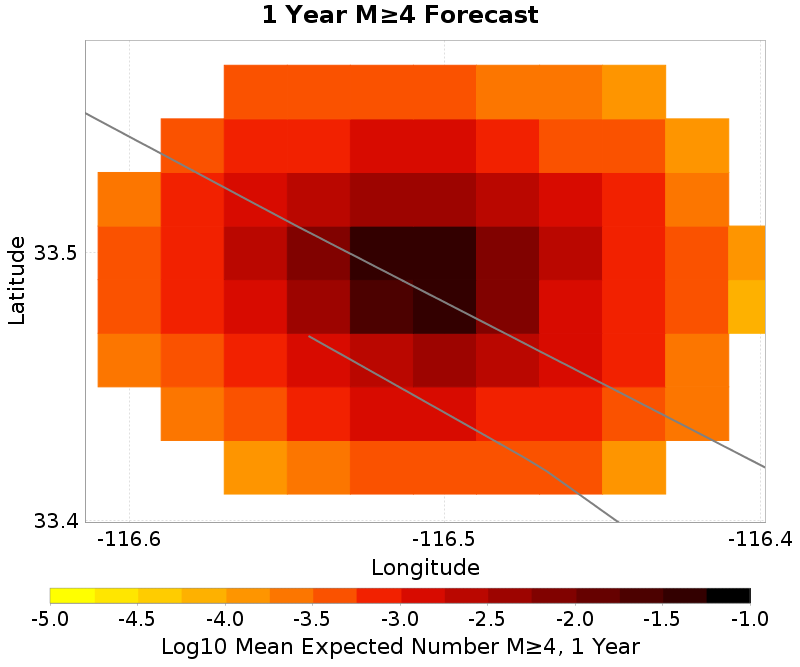 1 Year M≥4 Forecast
Latitude
33.5
33.4
-116.6 -116.5 -116.4
Longitude
-5.0 -4.5 -4.0 -3.5 -3.0 -2.5 -2.0 -1.5 -1.0
Log10 Mean Expected Number M≥4, 1 Year